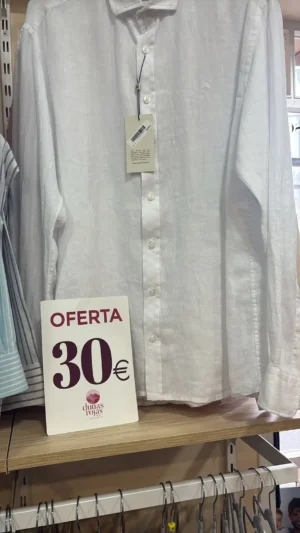 OFERTA
30€
dunas
rojas